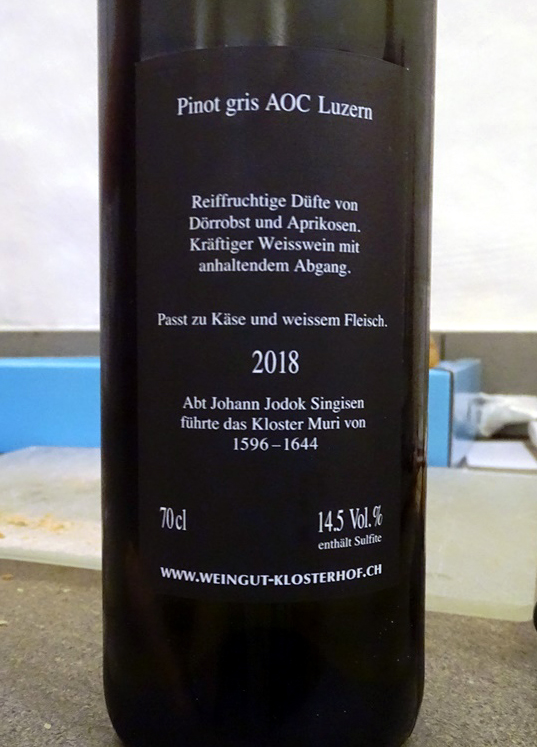 Pinot gris AOC Luzern
Reiffruchtige Düfte von
Dörrobst und Aprikosen.
Kräftiger Weisswein mit
anhaltendem Abgang.
Passt zu Käse und weissem Fleisch.
2018
Abt Johann Jodok Singisen
führte das Kloster Muri von
1596–1644
70cl
14.5 Vol.%
enthält Sulfite
WWW.WEINGUT-KLOSTERHOF.CH